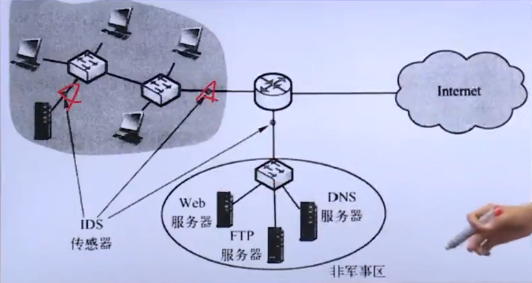 Internet
Web
服务器
DNS
服务器
FTP
服务器
IDS
传感器
非军事区